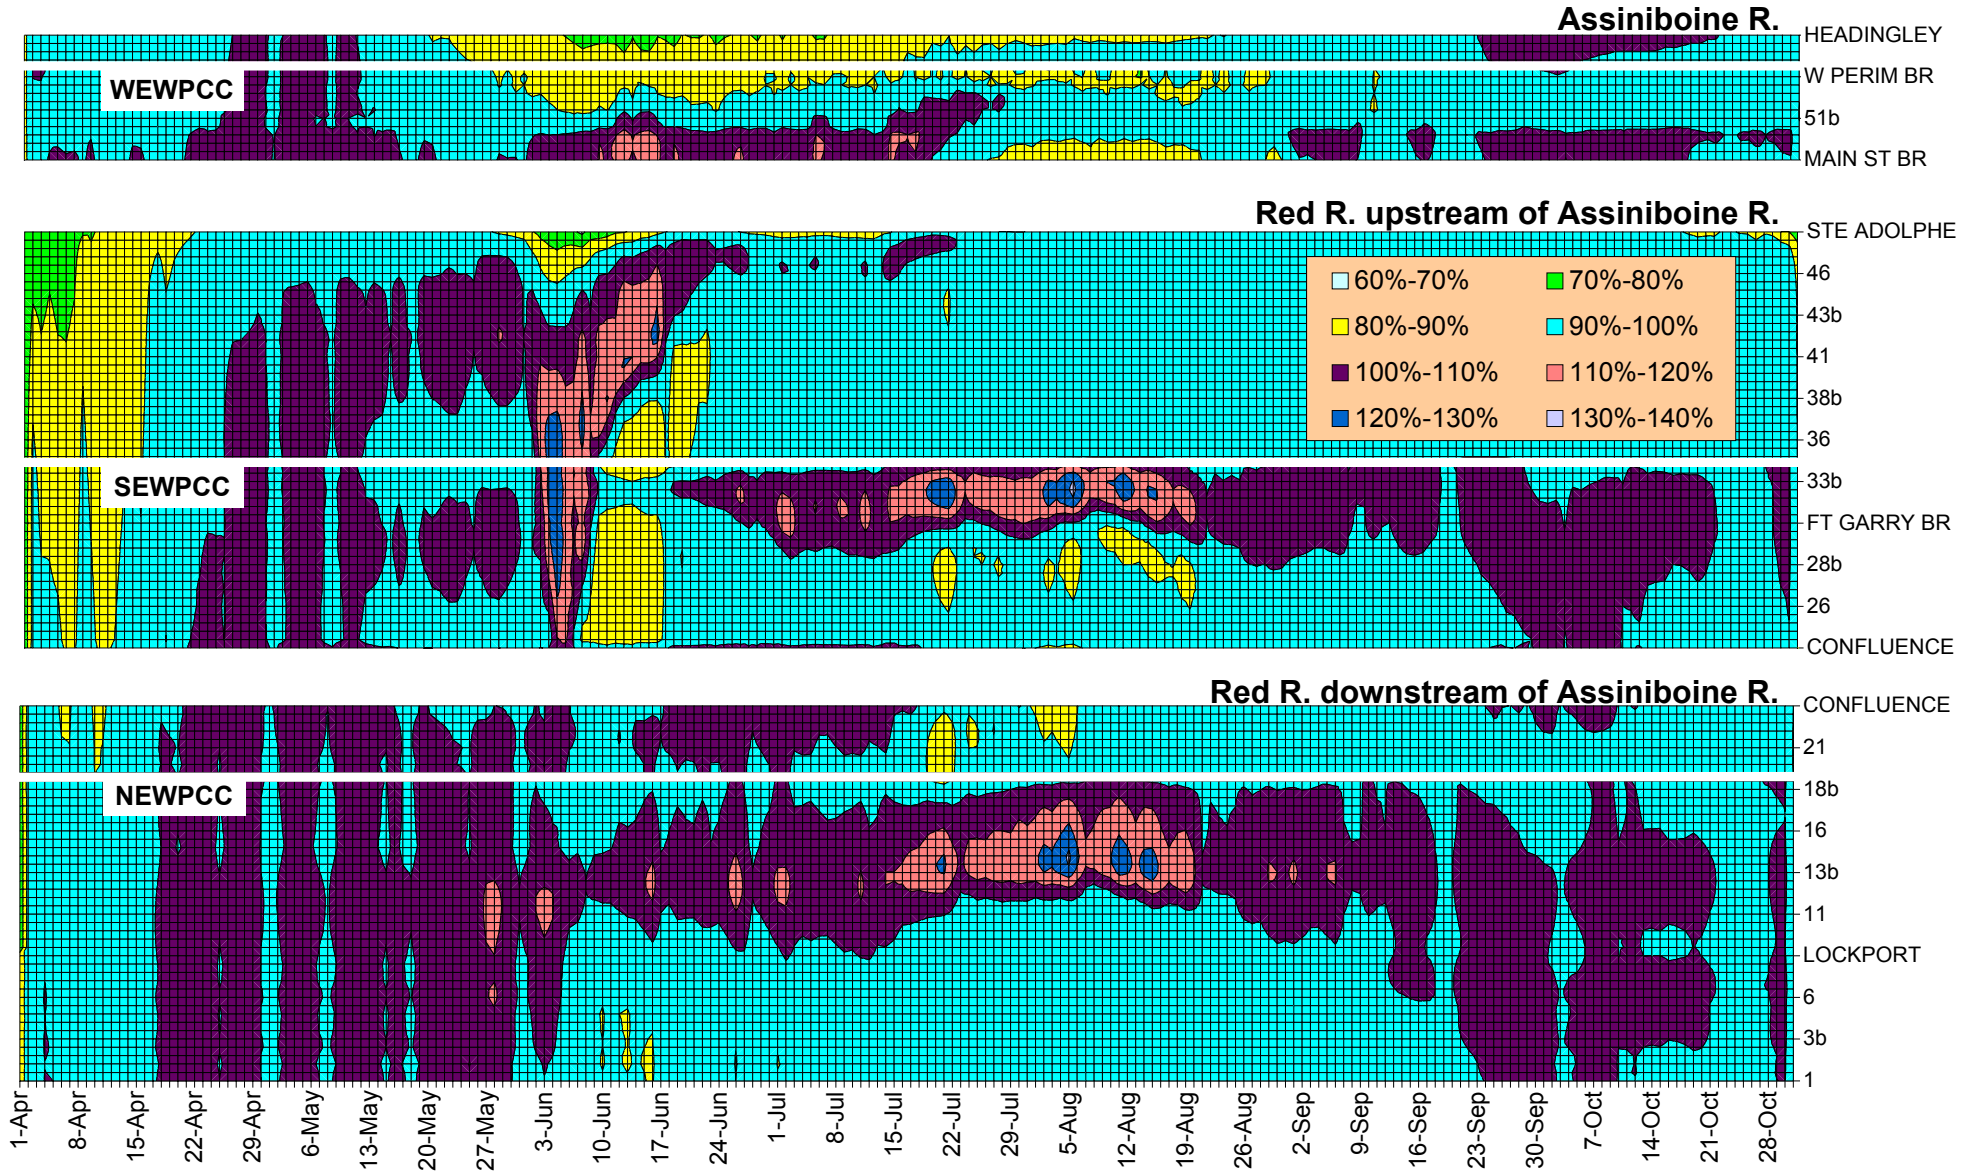 Assiniboine R.
HEADINGLEY
WEWPCC
W PERIM BR
51b
MAIN ST BR
Red R. upstream of Assiniboine R.
STE ADOLPHE
60%-70% 70%-80%
80%-90% 90%-100%
100%-110% 110%-120%
120%-130% 130%-140%
46
43b
41
38b
36
SEWPCC
33b
FT GARRY BR
28b
26
CONFLUENCE
Red R. downstream of Assiniboine R.
CONFLUENCE
21
NEWPCC
18b
16
13b
11
LOCKPORT
6
3b
1
1-Apr
8-Apr
15-Apr
22-Apr
29-Apr
6-May
13-May
20-May
27-May
3-Jun
10-Jun
17-Jun
24-Jun
1-Jul
8-Jul
15-Jul
22-Jul
29-Jul
5-Aug
12-Aug
19-Aug
26-Aug
2-Sep
9-Sep
16-Sep
23-Sep
30-Sep
7-Oct
14-Oct
21-Oct
28-Oct